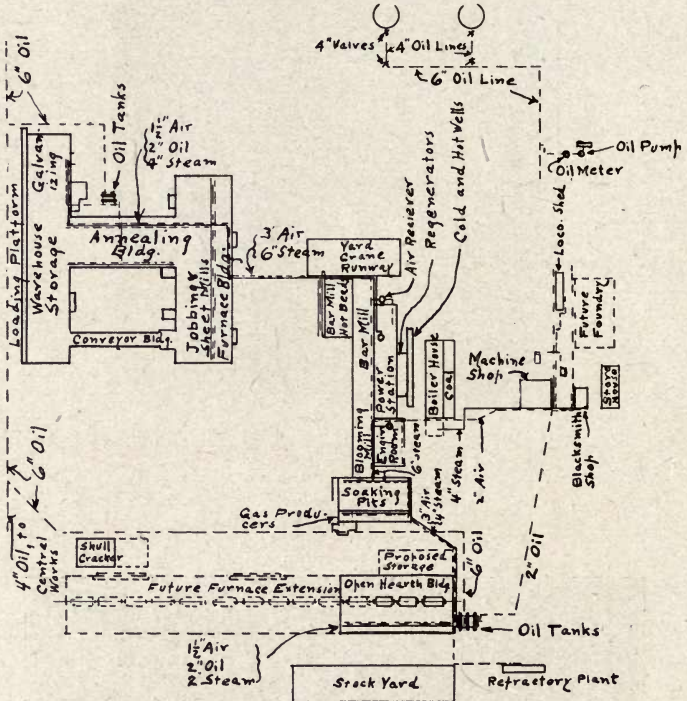 4" Valves
4" Oil Lines
6" Oil Line
6" Oil
Oil Pump
Oil Meter
Loco. Shed
Future
Foundry
Store
House
Machine
Shop
Blacksmith
Shop
Loading Platform
Warehouse
Storage
Galvan-
izing
Oil Tanks
1½" Air
2" Oil
4" Steam
Annealing
Bldg.
Conveyor Bldg.
Jobbing &
Sheet Mills
Furnace Bldg.
3" Air
6" Steam
Yard
Crane
Runway
Air Reciever
Regenerators
Cold and Hot Wells
Bar Mill
Hot Beds
Bar Mill
Power
Station
Boiler House
Coal
Blooming
Mill
Engine
Room
6" Steam
4" Steam
2" Air
Soaking
Pits
3" Air
4" Steam
Gas Produ-
cers
6" Oil
4" Oil, to
Central
Works
Skull
Cracker
Proposed
Storage
6" Oil
2" Oil
Future Furnace Extension
Open Hearth Bldg
Oil Tanks
1½" Air
2" Oil
2" Steam
Stock Yard
Refractory Plant